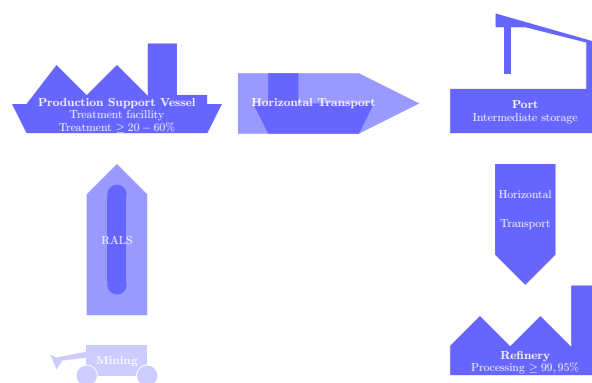 Production Support Vessel
Treatment facillity
Treatment ≥ 20 − 60%
Horizontal Transport
Port
Intermediate storage
RALS
Horizontal
Transport
Mining
Refinery
Processing ≥ 99, 95%